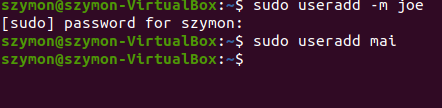 szymon@szymon-VirtualBox:~$ sudo useradd -m joe
[sudo] password for szymon:
szymon@szymon-VirtualBox:~$ sudo useradd mai
szymon@szymon-VirtualBox:~$